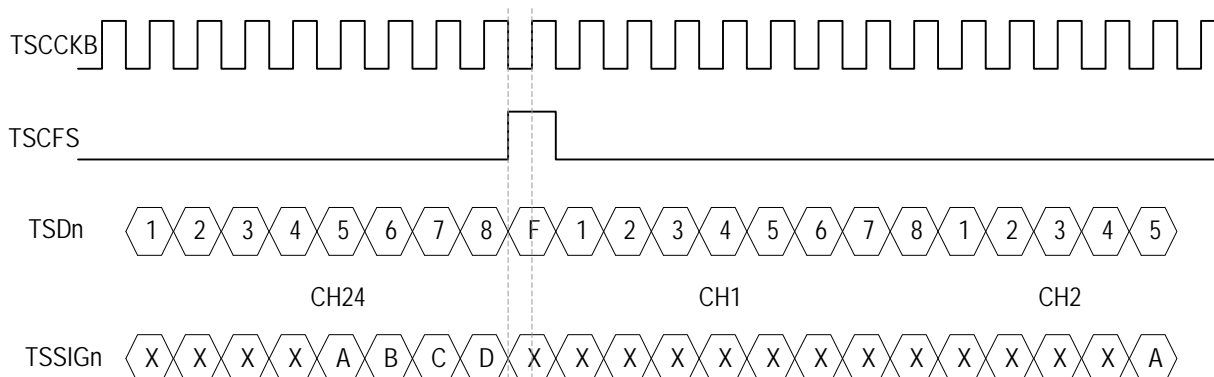 TSCCKB
TSCFS
TSDn 1 2 3 4 5 6 7 8 F 1 2 3 4 5 6 7 8 1 2 3 4 5
CH24 CH1 CH2
TSSIGn X X X X A B C D X X X X X X X X X X X X X A